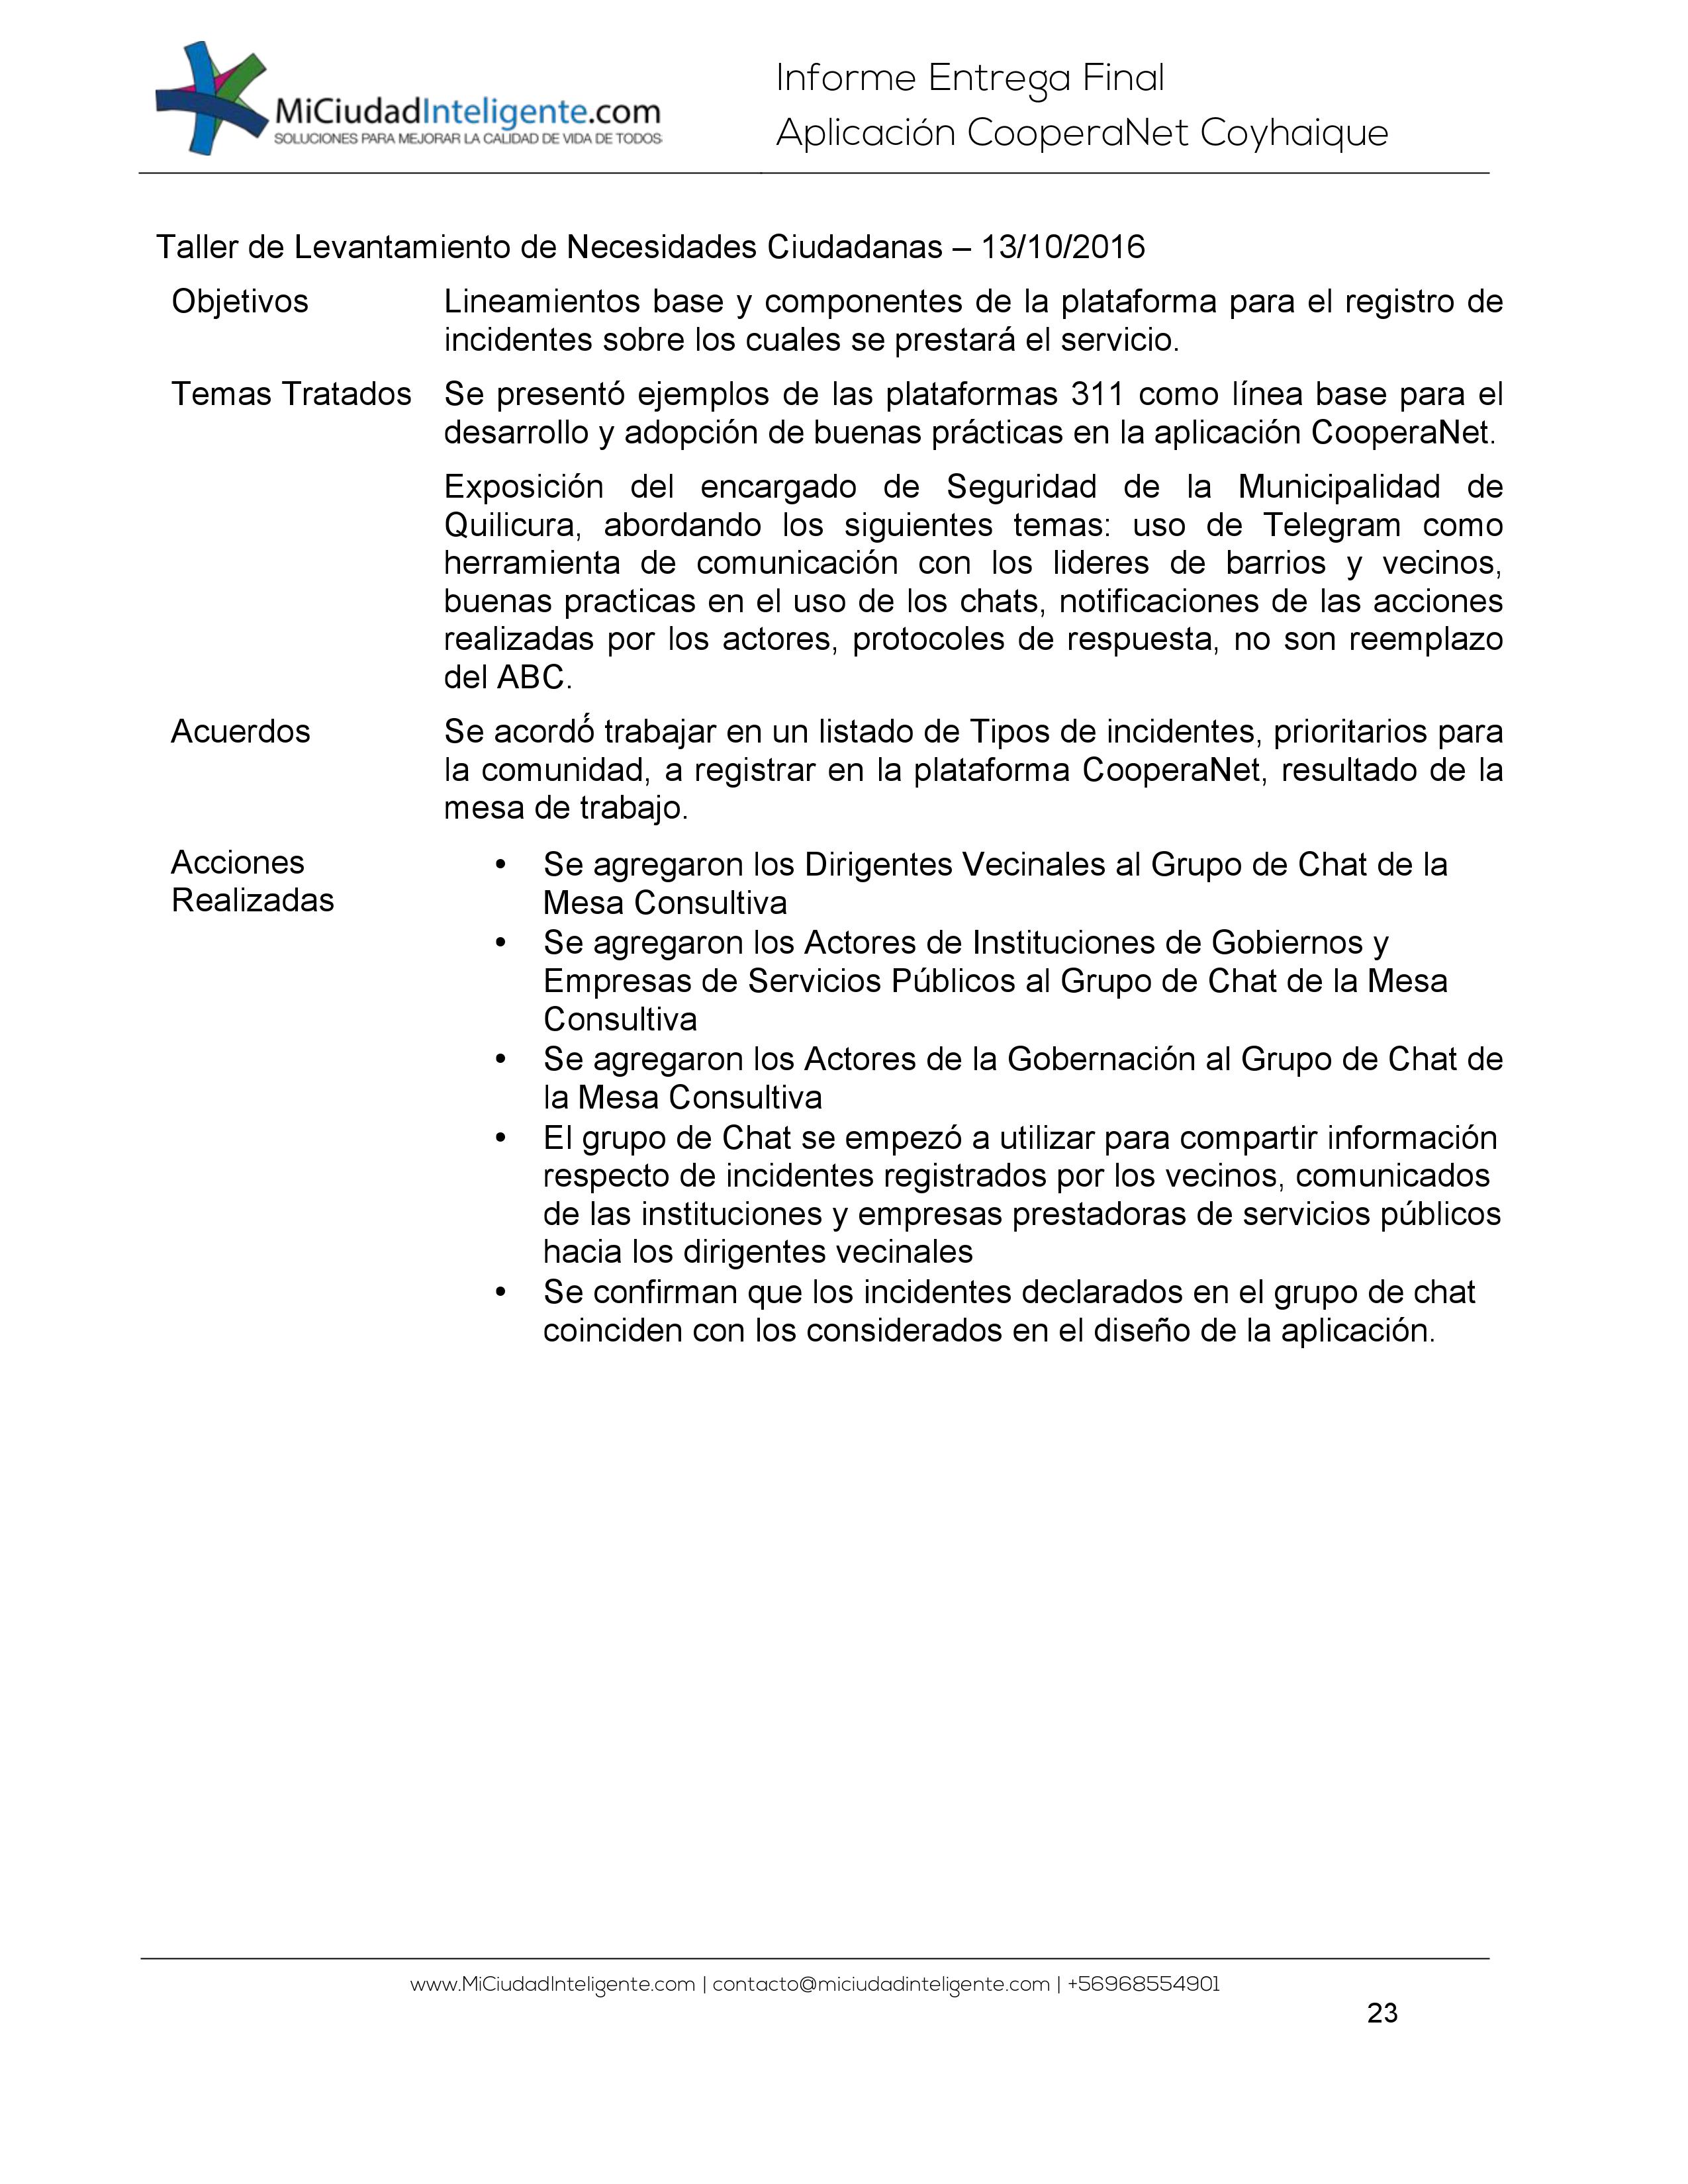 MiCiudadInteligente.com
SOLUCIONES PARA MEJORAR LA CALIDAD DE VIDA DE TODOS
Informe Entrega Final
Aplicación CooperaNet Coyhaique
Taller de Levantamiento de Necesidades Ciudadanas – 13/10/2016
Objetivos
Lineamientos base y componentes de la plataforma para el registro de
incidentes sobre los cuales se prestará el servicio.
Temas Tratados
Se presentó ejemplos de las plataformas 311 como línea base para el
desarrollo y adopción de buenas prácticas en la aplicación CooperaNet.
Exposición del encargado de Seguridad de la Municipalidad de
Quilicura, abordando los siguientes temas: uso de Telegram como
herramienta de comunicación con los lideres de barrios y vecinos,
buenas practicas en el uso de los chats, notificaciones de las acciones
realizadas por los actores, protocoles de respuesta, no son reemplazo
del ABC.
Acuerdos
Se acordó́ trabajar en un listado de Tipos de incidentes, prioritarios para
la comunidad, a registrar en la plataforma CooperaNet, resultado de la
mesa de trabajo.
Acciones
Realizadas
• Se agregaron los Dirigentes Vecinales al Grupo de Chat de la
Mesa Consultiva
• Se agregaron los Actores de Instituciones de Gobiernos y
Empresas de Servicios Públicos al Grupo de Chat de la Mesa
Consultiva
• Se agregaron los Actores de la Gobernación al Grupo de Chat de
la Mesa Consultiva
• El grupo de Chat se empezó a utilizar para compartir información
respecto de incidentes registrados por los vecinos, comunicados
de las instituciones y empresas prestadoras de servicios públicos
hacia los dirigentes vecinales
• Se confirman que los incidentes declarados en el grupo de chat
coinciden con los considerados en el diseño de la aplicación.
www.MiCiudadInteligente.com | contacto@miciudadinteligente.com | +56968554901
23